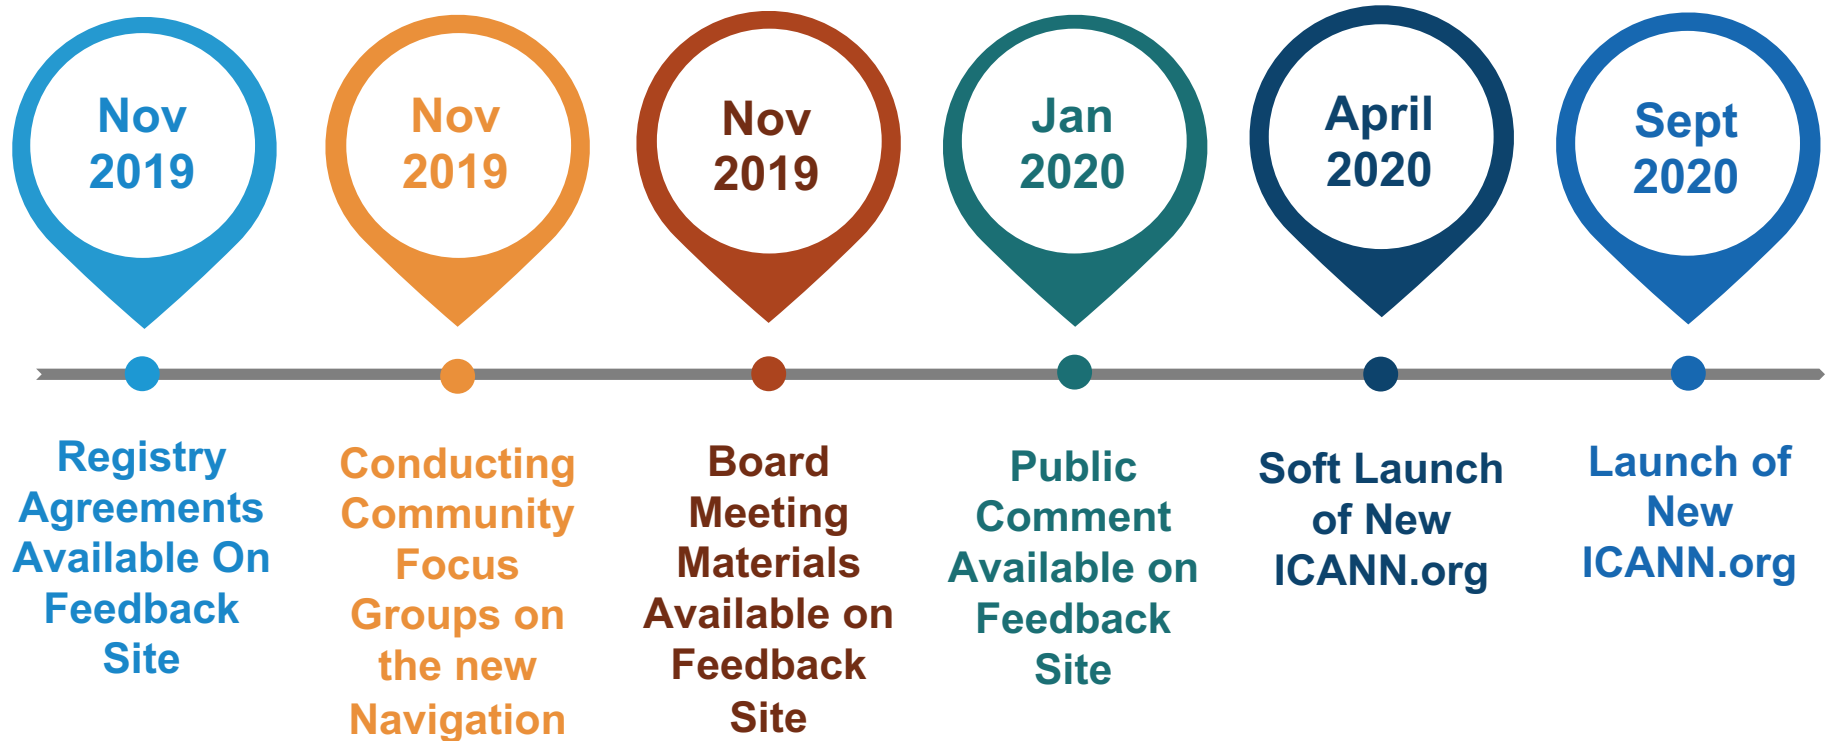 Nov
2019
Nov
2019
Nov
2019
Jan
2020
April
2020
Sept
2020
Registry
Agreements
Available On
Feedback
Site
Conducting
Community
Focus
Groups on
the new
Navigation
Board
Meeting
Materials
Available on
Feedback
Site
Public
Comment
Available on
Feedback
Site
Soft Launch
of New
ICANN.org
Launch of
New
ICANN.org